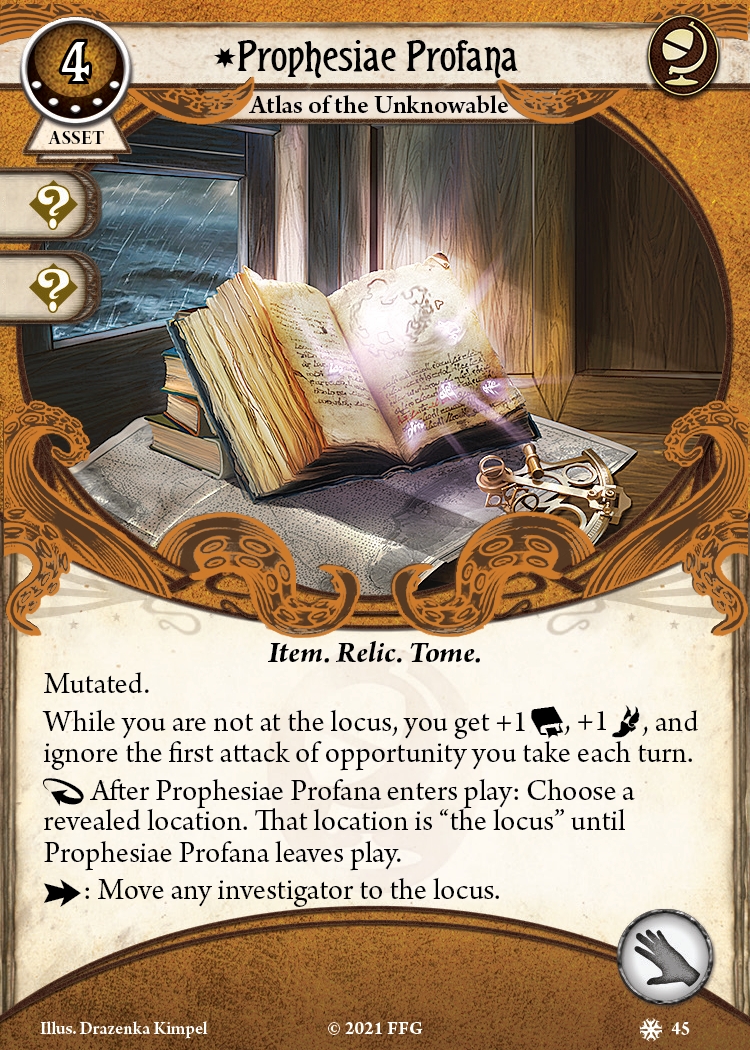 4
Prophesiae Profana
ASSET
Atlas of the Unknowable
?
?
Item. Relic. Tome.
Mutated.
While you are not at the locus, you get +1 , +1 , and
ignore the first attack of opportunity you take each turn.
After Prophesiae Profana enters play: Choose a
revealed location. That location is “the locus” until
Prophesiae Profana leaves play.
: Move any investigator to the locus.
Illus. Drazenka Kimpel
© 2021 FFG
45